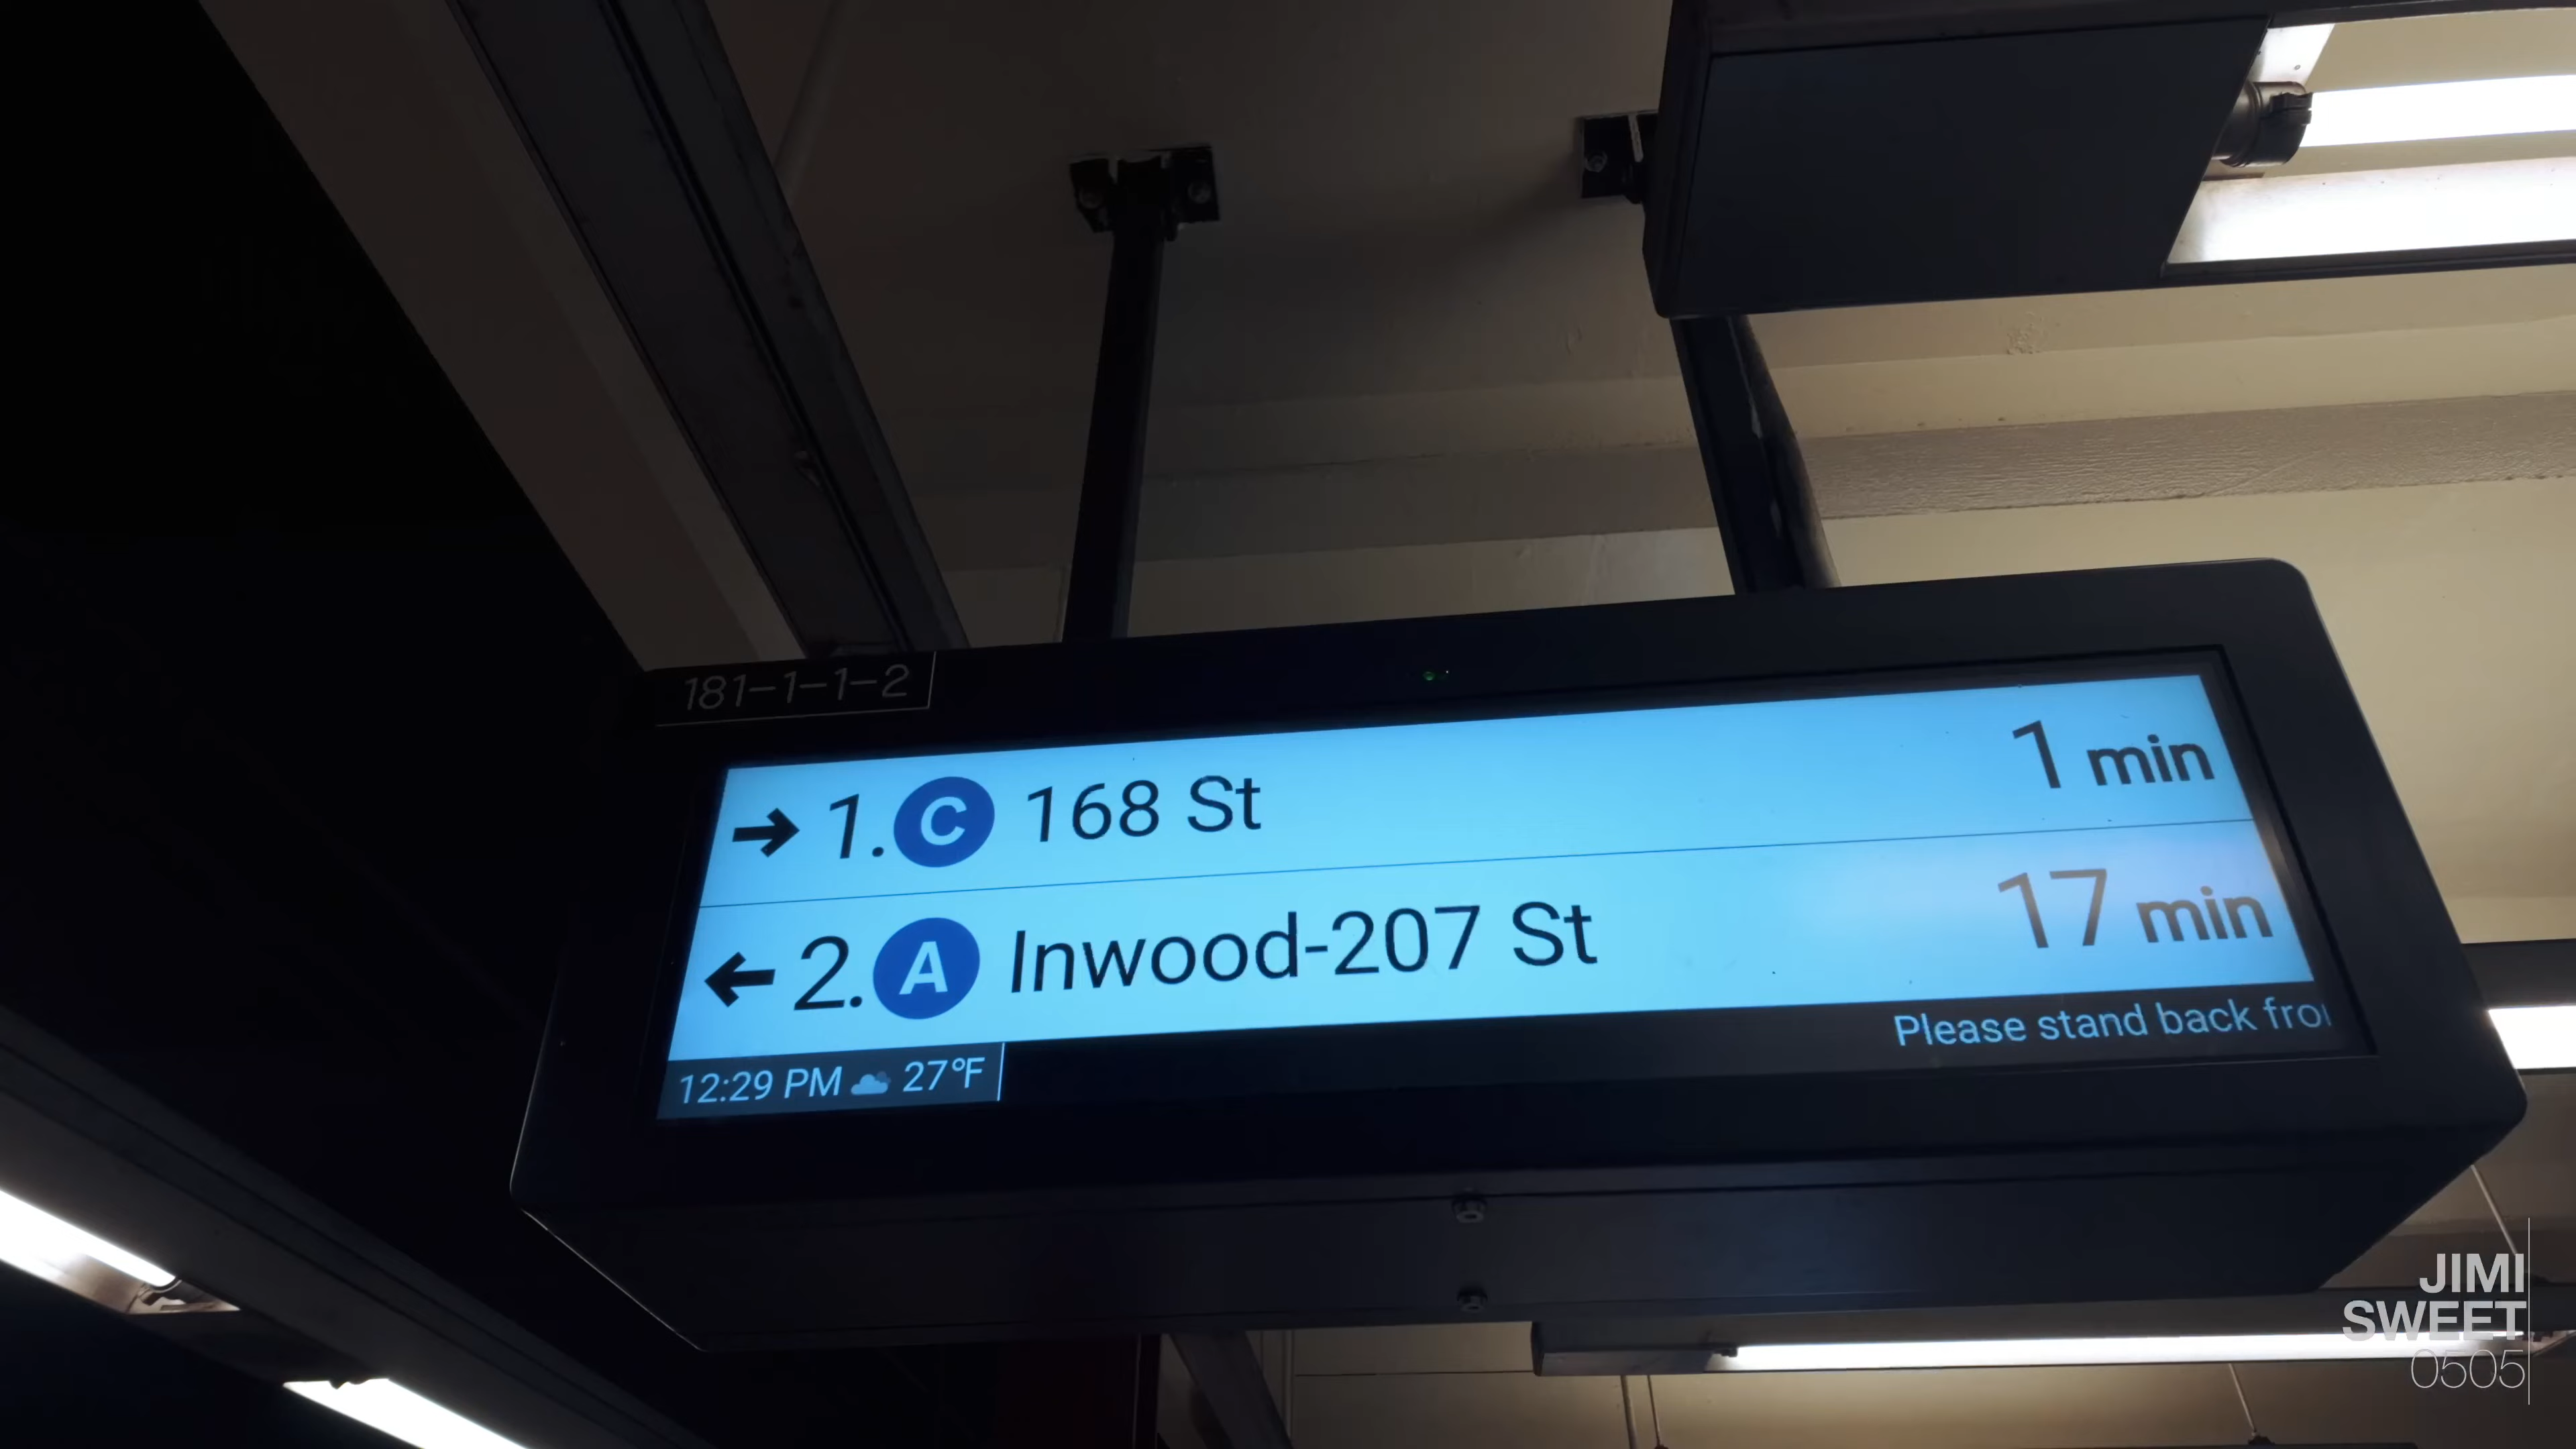 181-1-1-2
→ 1. C 168 St 1 min
← 2. A Inwood-207 St 17 min
12:29 PM 27°F Please stand back fro
JIMI
SWEET
0505